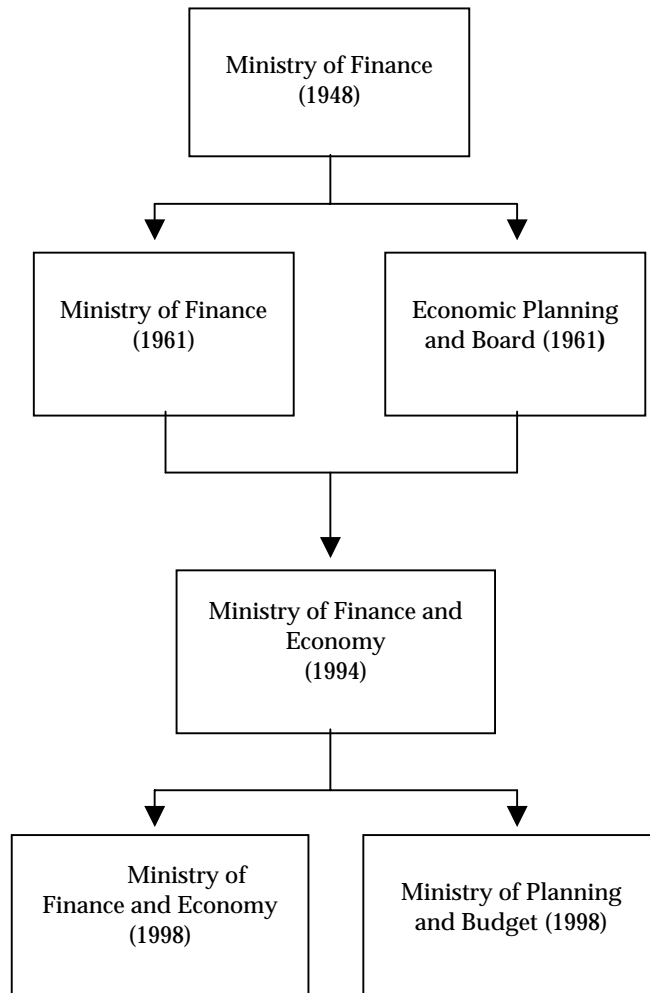 Ministry of Finance
(1948)
Ministry of Finance
(1961)
Economic Planning
and Board (1961)
Ministry of Finance and
Economy
(1994)
Ministry of
Finance and Economy
(1998)
Ministry of Planning
and Budget (1998)